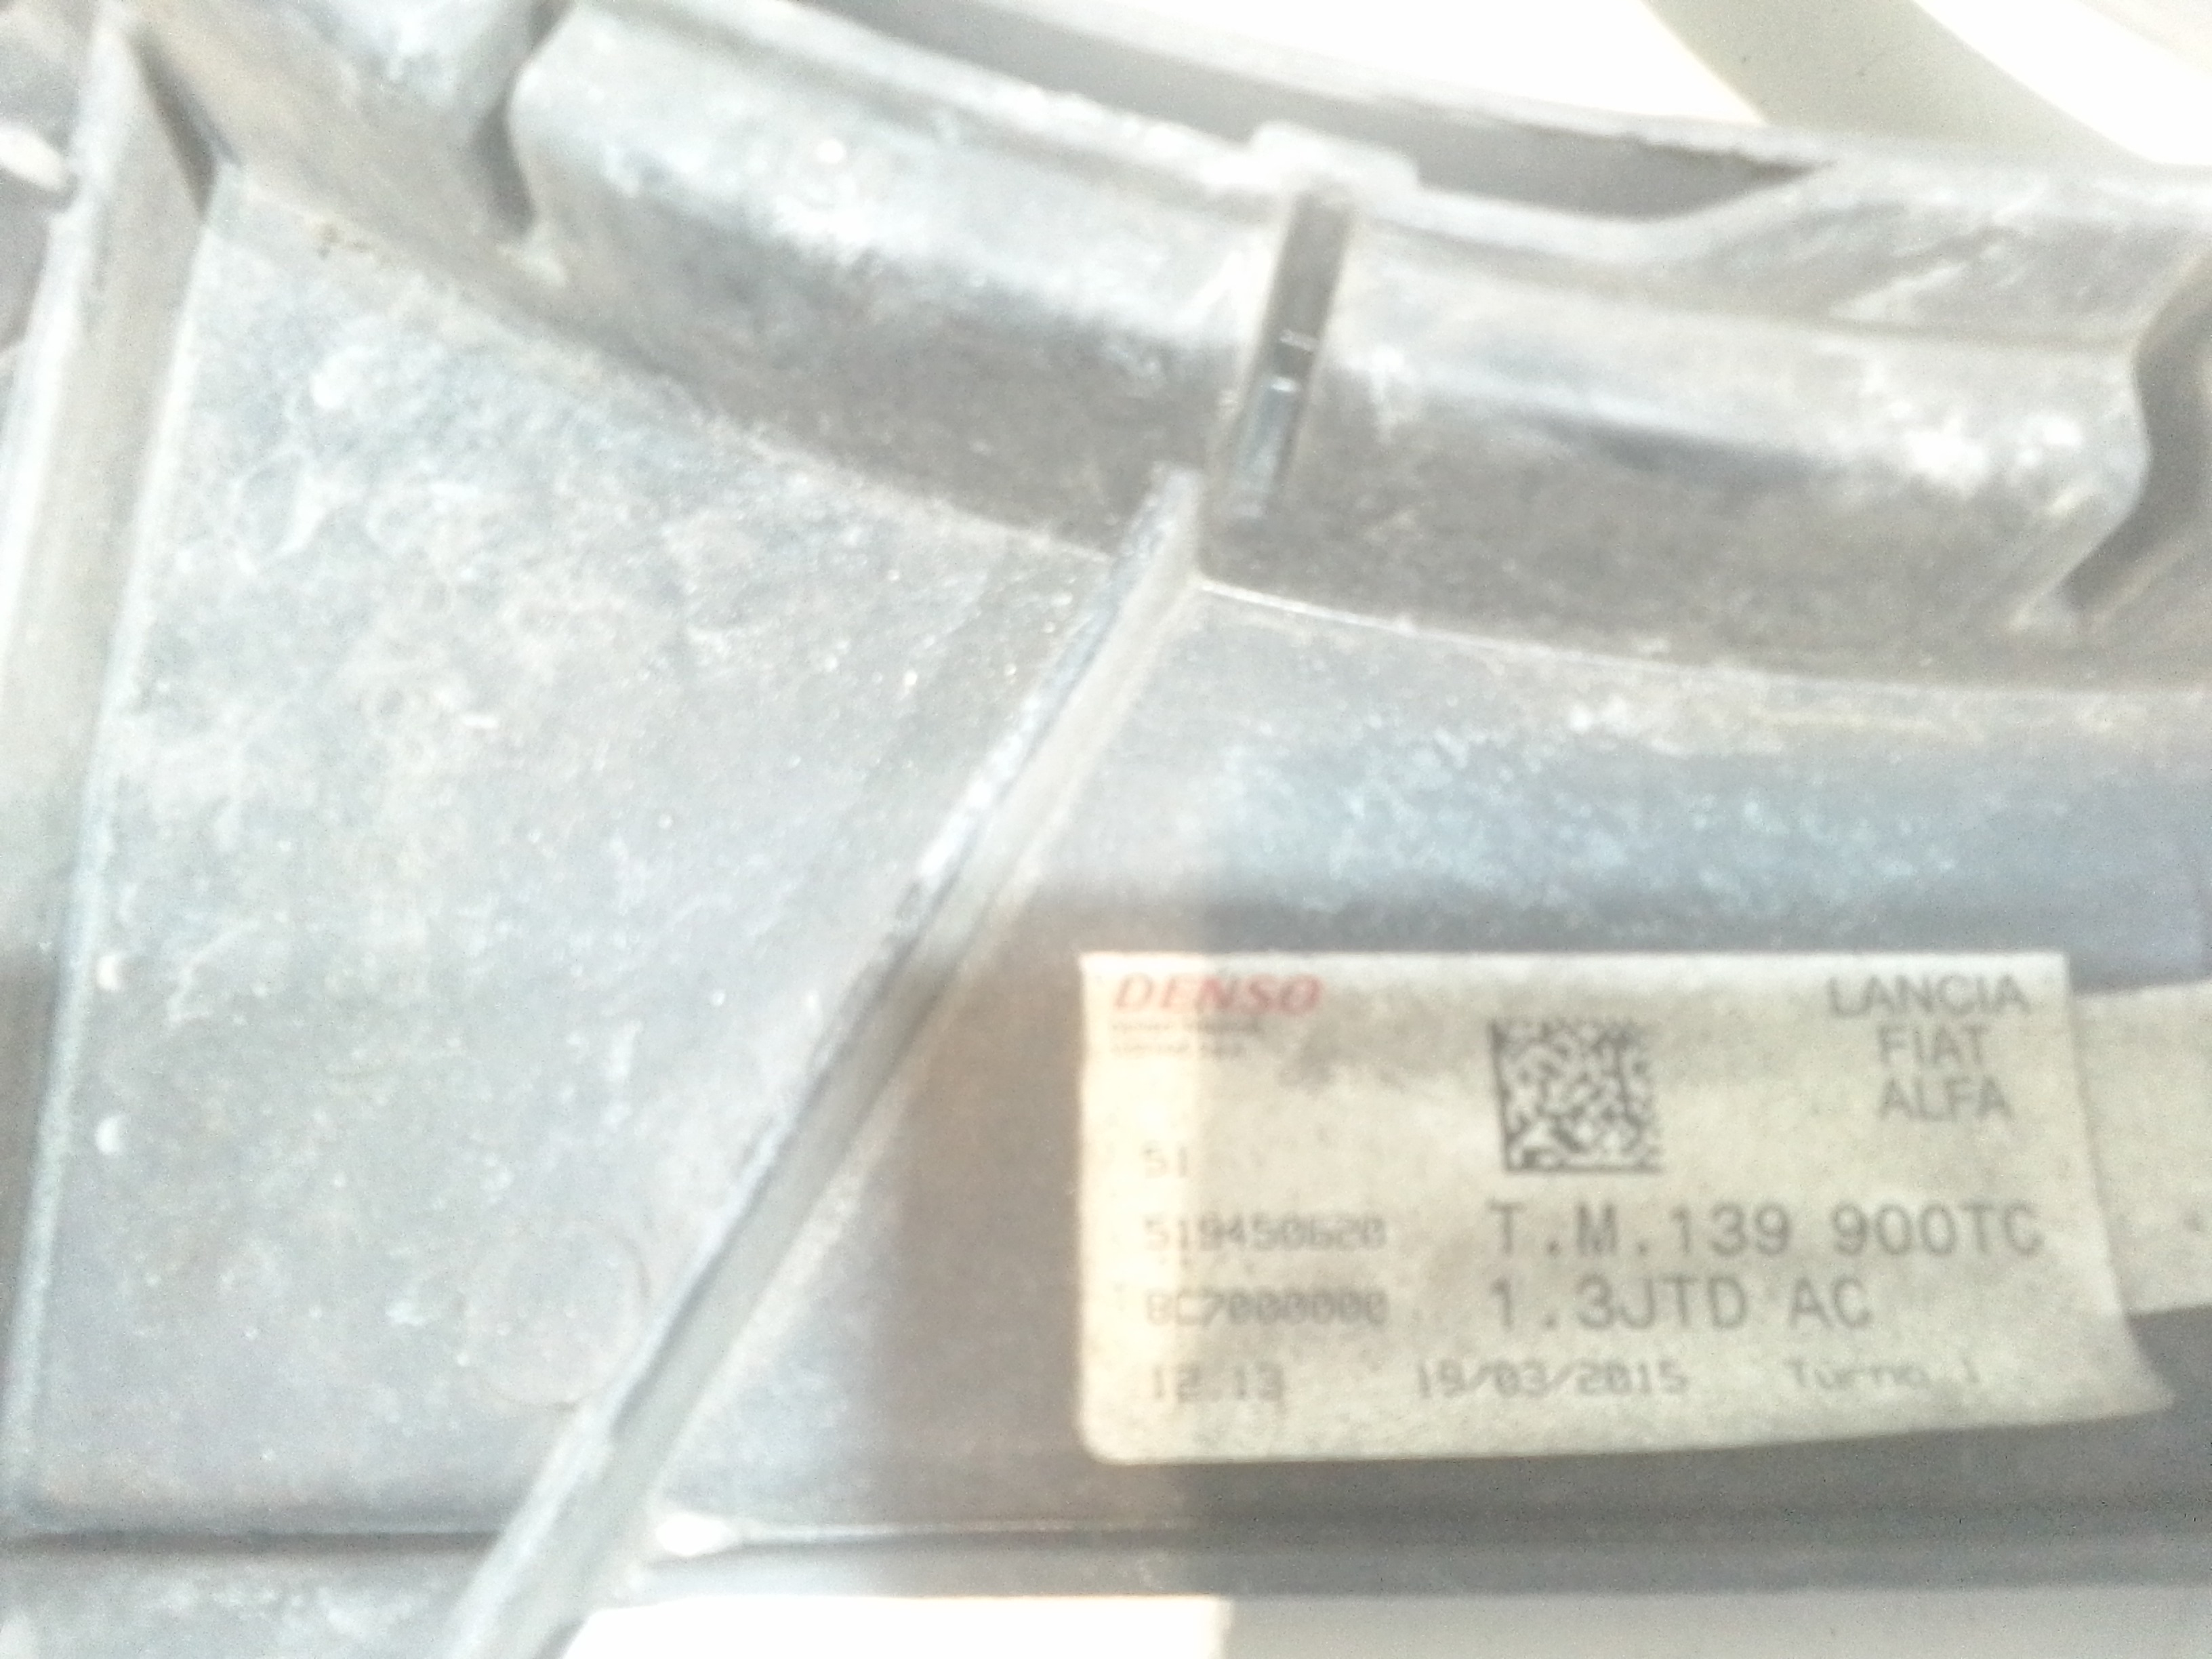 DENSO
LANCIA
FIAT
ALFA
51
519450620 T.M.139 900TC
8C7000000 1.3JTD AC
12.13 19/03/2015 Turno 1